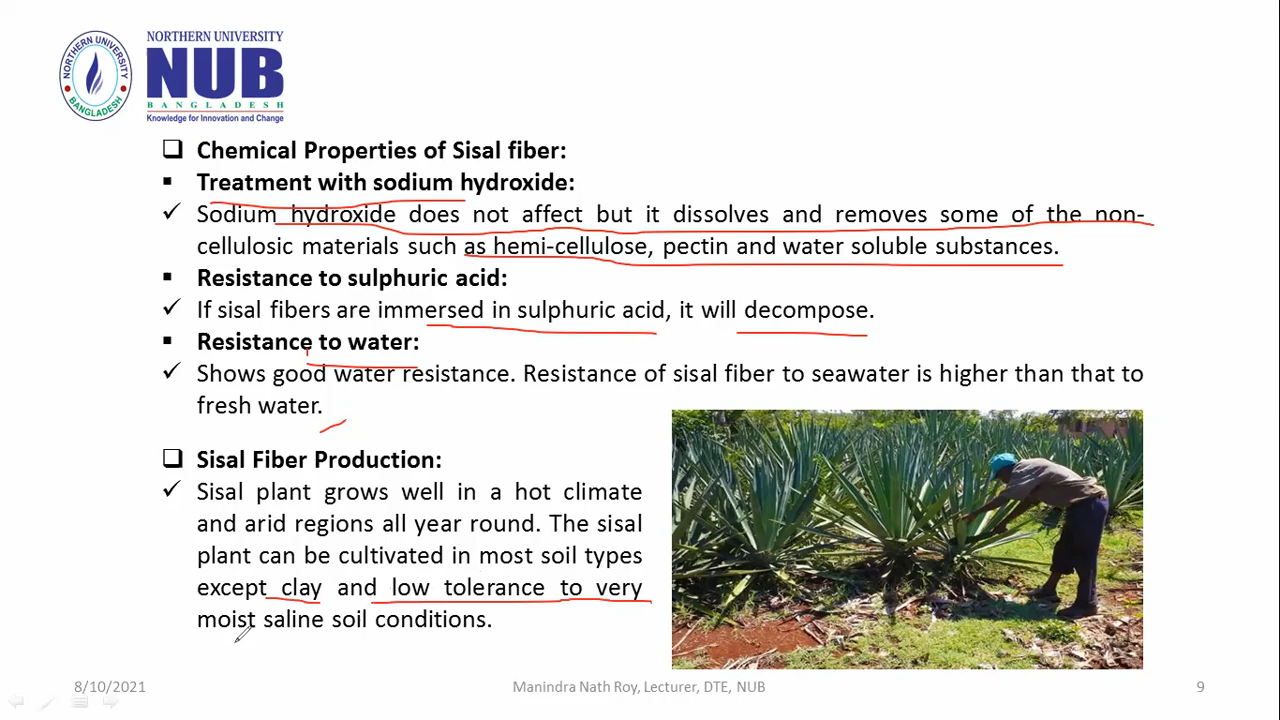 NORTHERN UNIVERSITY
BANGLADESH
NORTHERN UNIVERSITY
NUB
BANGLADESH
Knowledge for Innovation and Change
Chemical Properties of Sisal fiber:
Treatment with sodium hydroxide:
Sodium hydroxide does not affect but it dissolves and removes some of the non-
cellulosic materials such as hemi-cellulose, pectin and water soluble substances.
Resistance to sulphuric acid:
If sisal fibers are immersed in sulphuric acid, it will decompose.
Resistance to water:
Shows good water resistance. Resistance of sisal fiber to seawater is higher than that to
fresh water.
Sisal Fiber Production:
Sisal plant grows well in a hot climate
and arid regions all year round. The sisal
plant can be cultivated in most soil types
except clay and low tolerance to very
moist saline soil conditions.
8/10/2021
Manindra Nath Roy, Lecturer, DTE, NUB
9